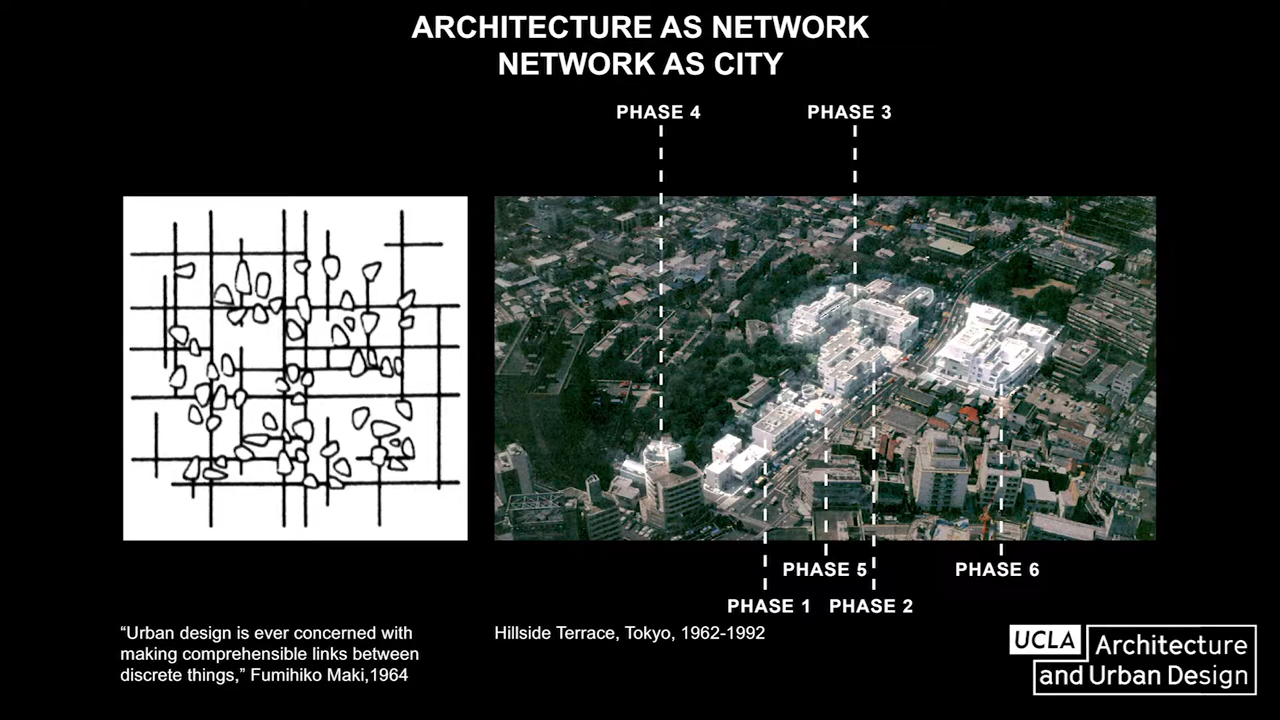 ARCHITECTURE AS NETWORK
NETWORK AS CITY
PHASE 4
PHASE 3
PHASE 5
PHASE 6
PHASE 1
PHASE 2
“Urban design is ever concerned with
making comprehensible links between
discrete things,” Fumihiko Maki,1964
Hillside Terrace, Tokyo, 1962-1992
UCLA
Architecture
and Urban Design